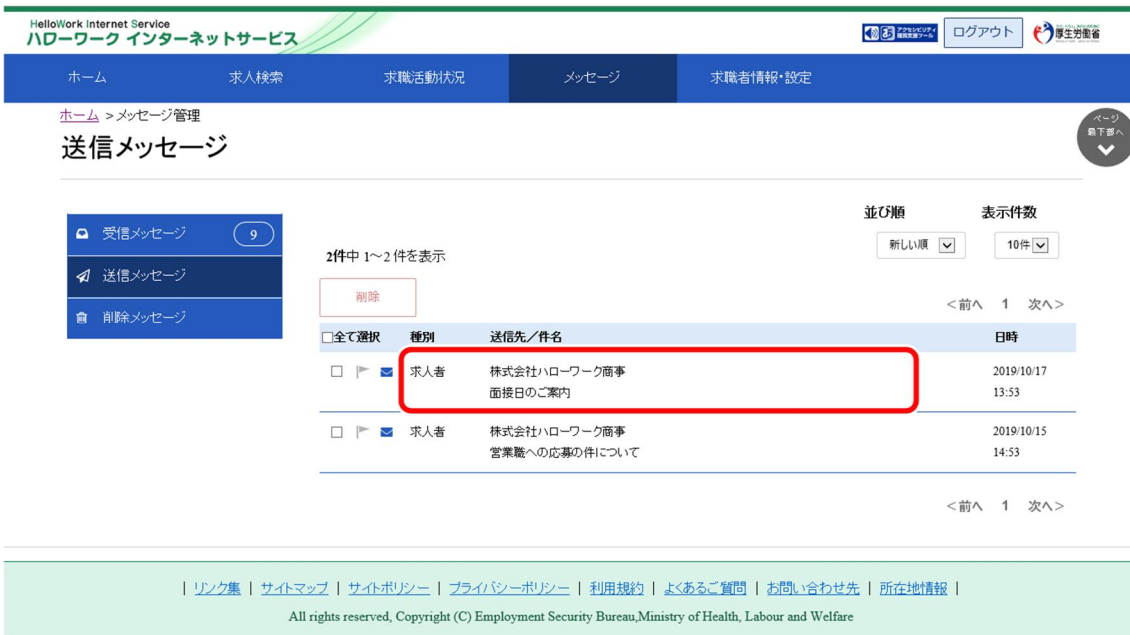 HelloWork Internet Service
ハローワーク インターネットサービス
ログアウト
厚生労働省
ホーム 求人検索 求職活動状況 メッセージ 求職者情報・設定
ホーム >メッセージ管理
ページ
最下部へ
送信メッセージ
並び順 表示件数
受信メッセージ 9
新しい順 10件
2件中 1~2 件を表示
送信メッセージ
削除
<前へ 1 次へ>
削除メッセージ
全て選択 種別 送信先/件名 日時
求人者 株式会社ハローワーク商事 2019/10/17
面接日のご案内 13:53
求人者 株式会社ハローワーク商事 2019/10/15
営業職への応募の件について 14:53
<前へ 1 次へ>
| リンク集 | サイトマップ | サイトポリシー | プライバシーポリシー | 利用規約 | よくあるご質問 | お問い合わせ先 | 所在地情報 |
All rights reserved, Copyright (C) Employment Security Bureau,Ministry of Health, Labour and Welfare